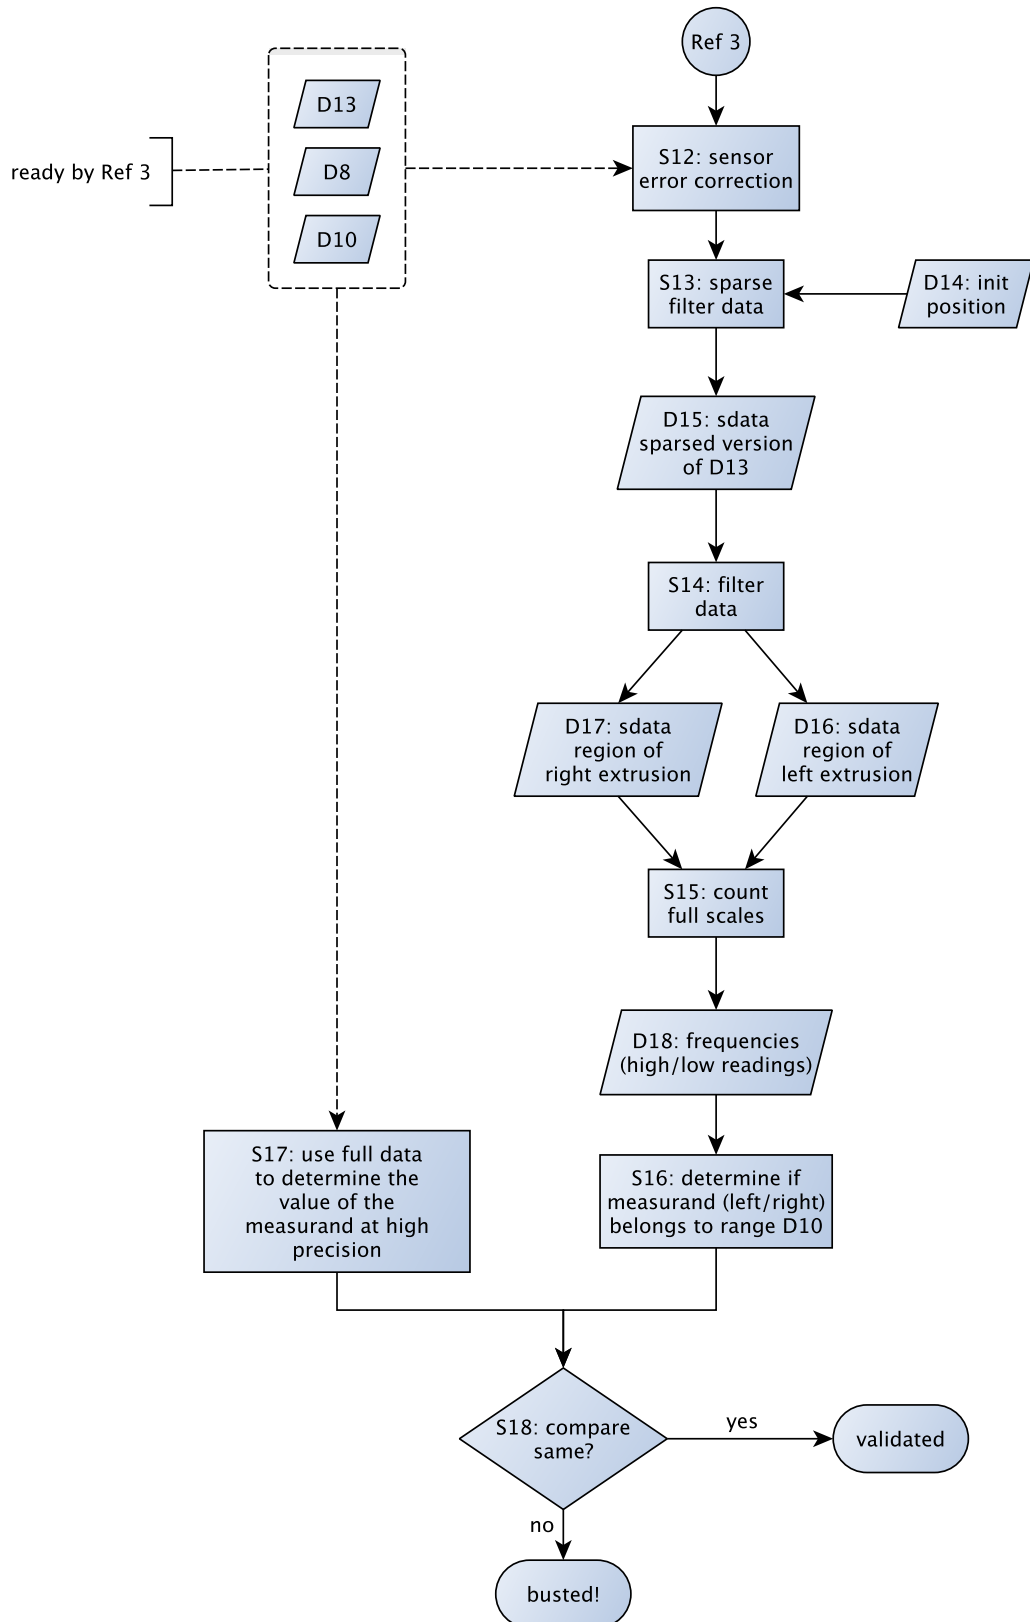 Ref 3
D13
ready by Ref 3
D8
D10
S12: sensor
error correction
S13: sparse
filter data
D14: init
position
D15: sdata
sparsed version
of D13
S14: filter
data
D17: sdata
region of
right extrusion
D16: sdata
region of
left extrusion
S15: count
full scales
D18: frequencies
(high/low readings)
S17: use full data
to determine the
value of the
measurand at high
precision
S16: determine if
measurand (left/right)
belongs to range D10
S18: compare
same?
yes
validated
no
busted!